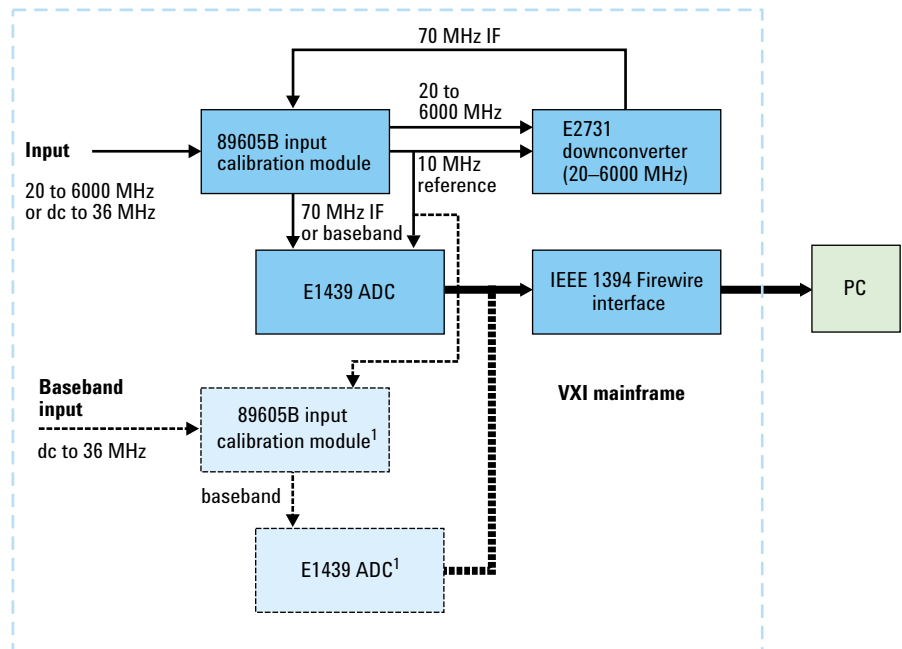 70 MHz IF
20 to
6000 MHz
89605B input
calibration module
E2731
downconverter
(20–6000 MHz)
Input
20 to 6000 MHz
or dc to 36 MHz
10 MHz
reference
70 MHz IF
or baseband
E1439 ADC
IEEE 1394 Firewire
interface
PC
Baseband
input
dc to 36 MHz
89605B input
calibration module¹
VXI mainframe
baseband
E1439 ADC¹